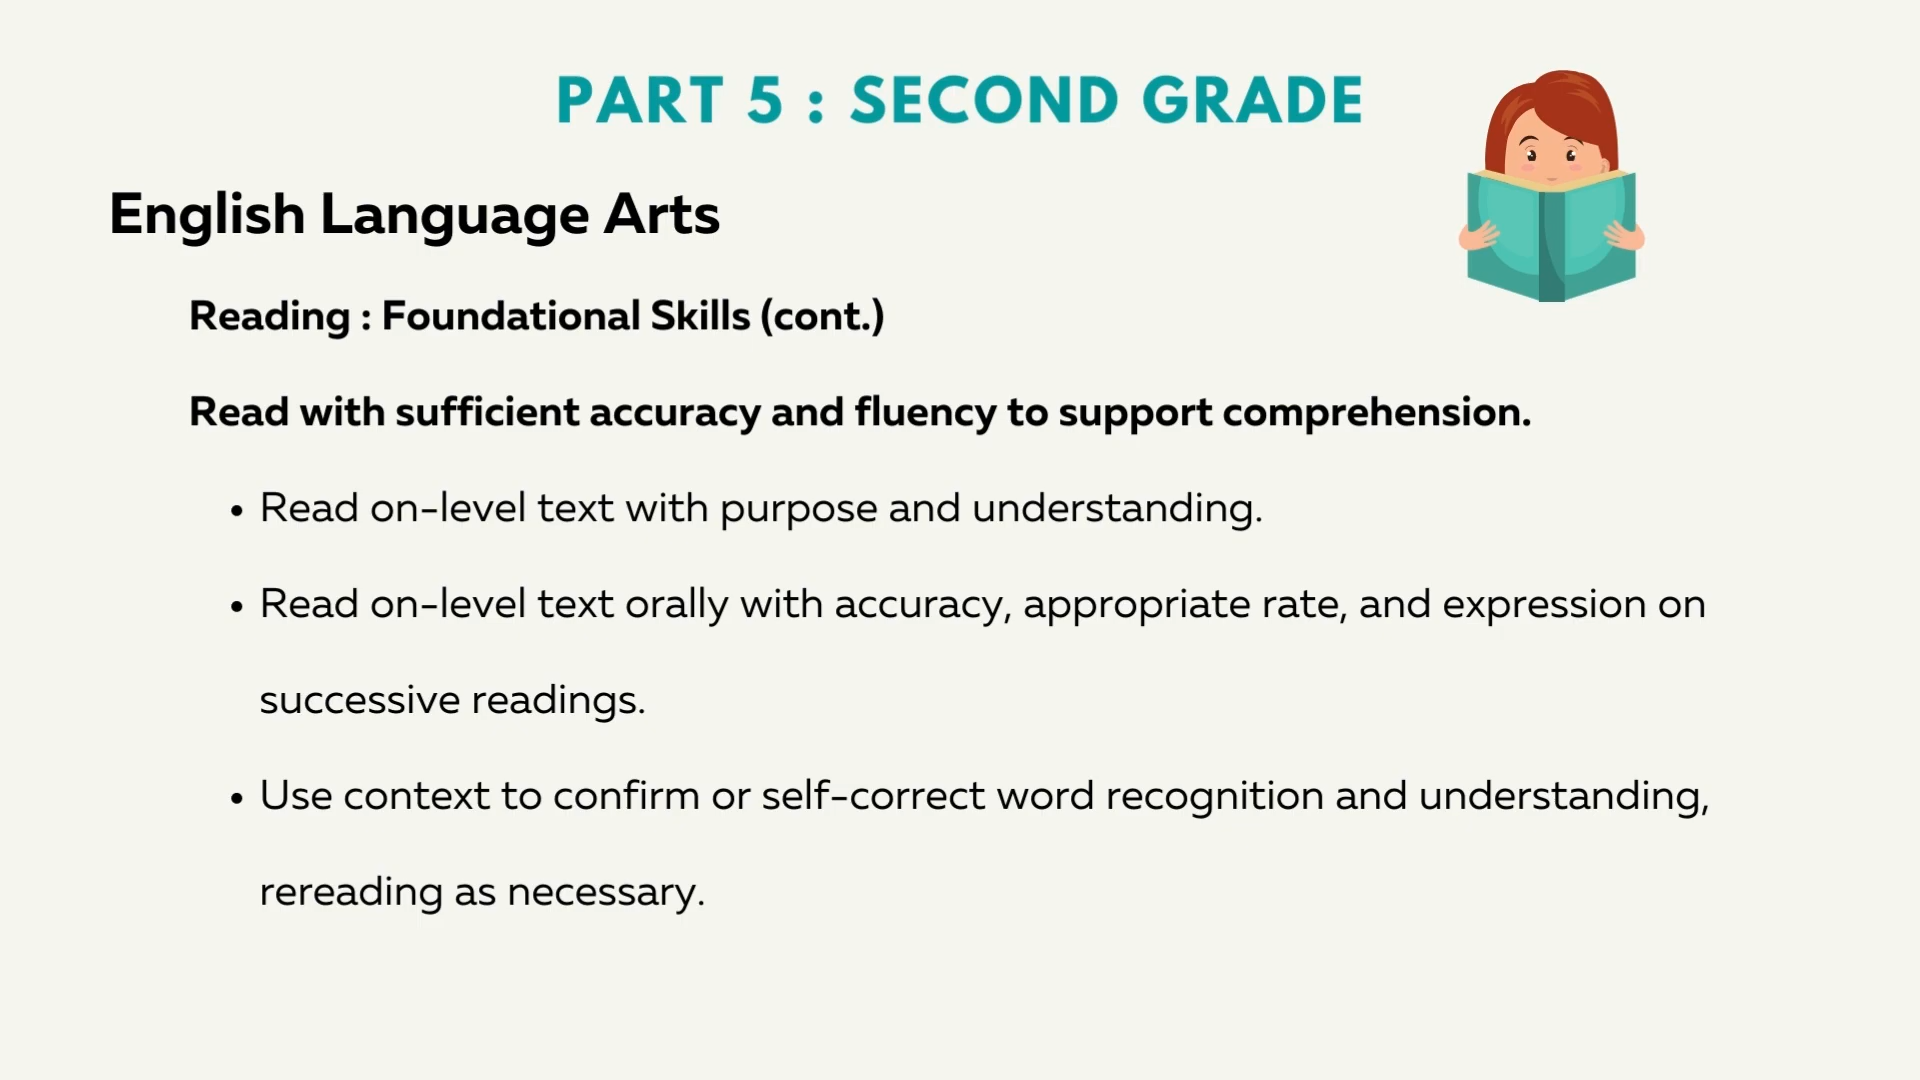 PART 5 : SECOND GRADE
English Language Arts
Reading : Foundational Skills (cont.)
Read with sufficient accuracy and fluency to support comprehension.
• Read on-level text with purpose and understanding.
• Read on-level text orally with accuracy, appropriate rate, and expression on
successive readings.
• Use context to confirm or self-correct word recognition and understanding,
rereading as necessary.